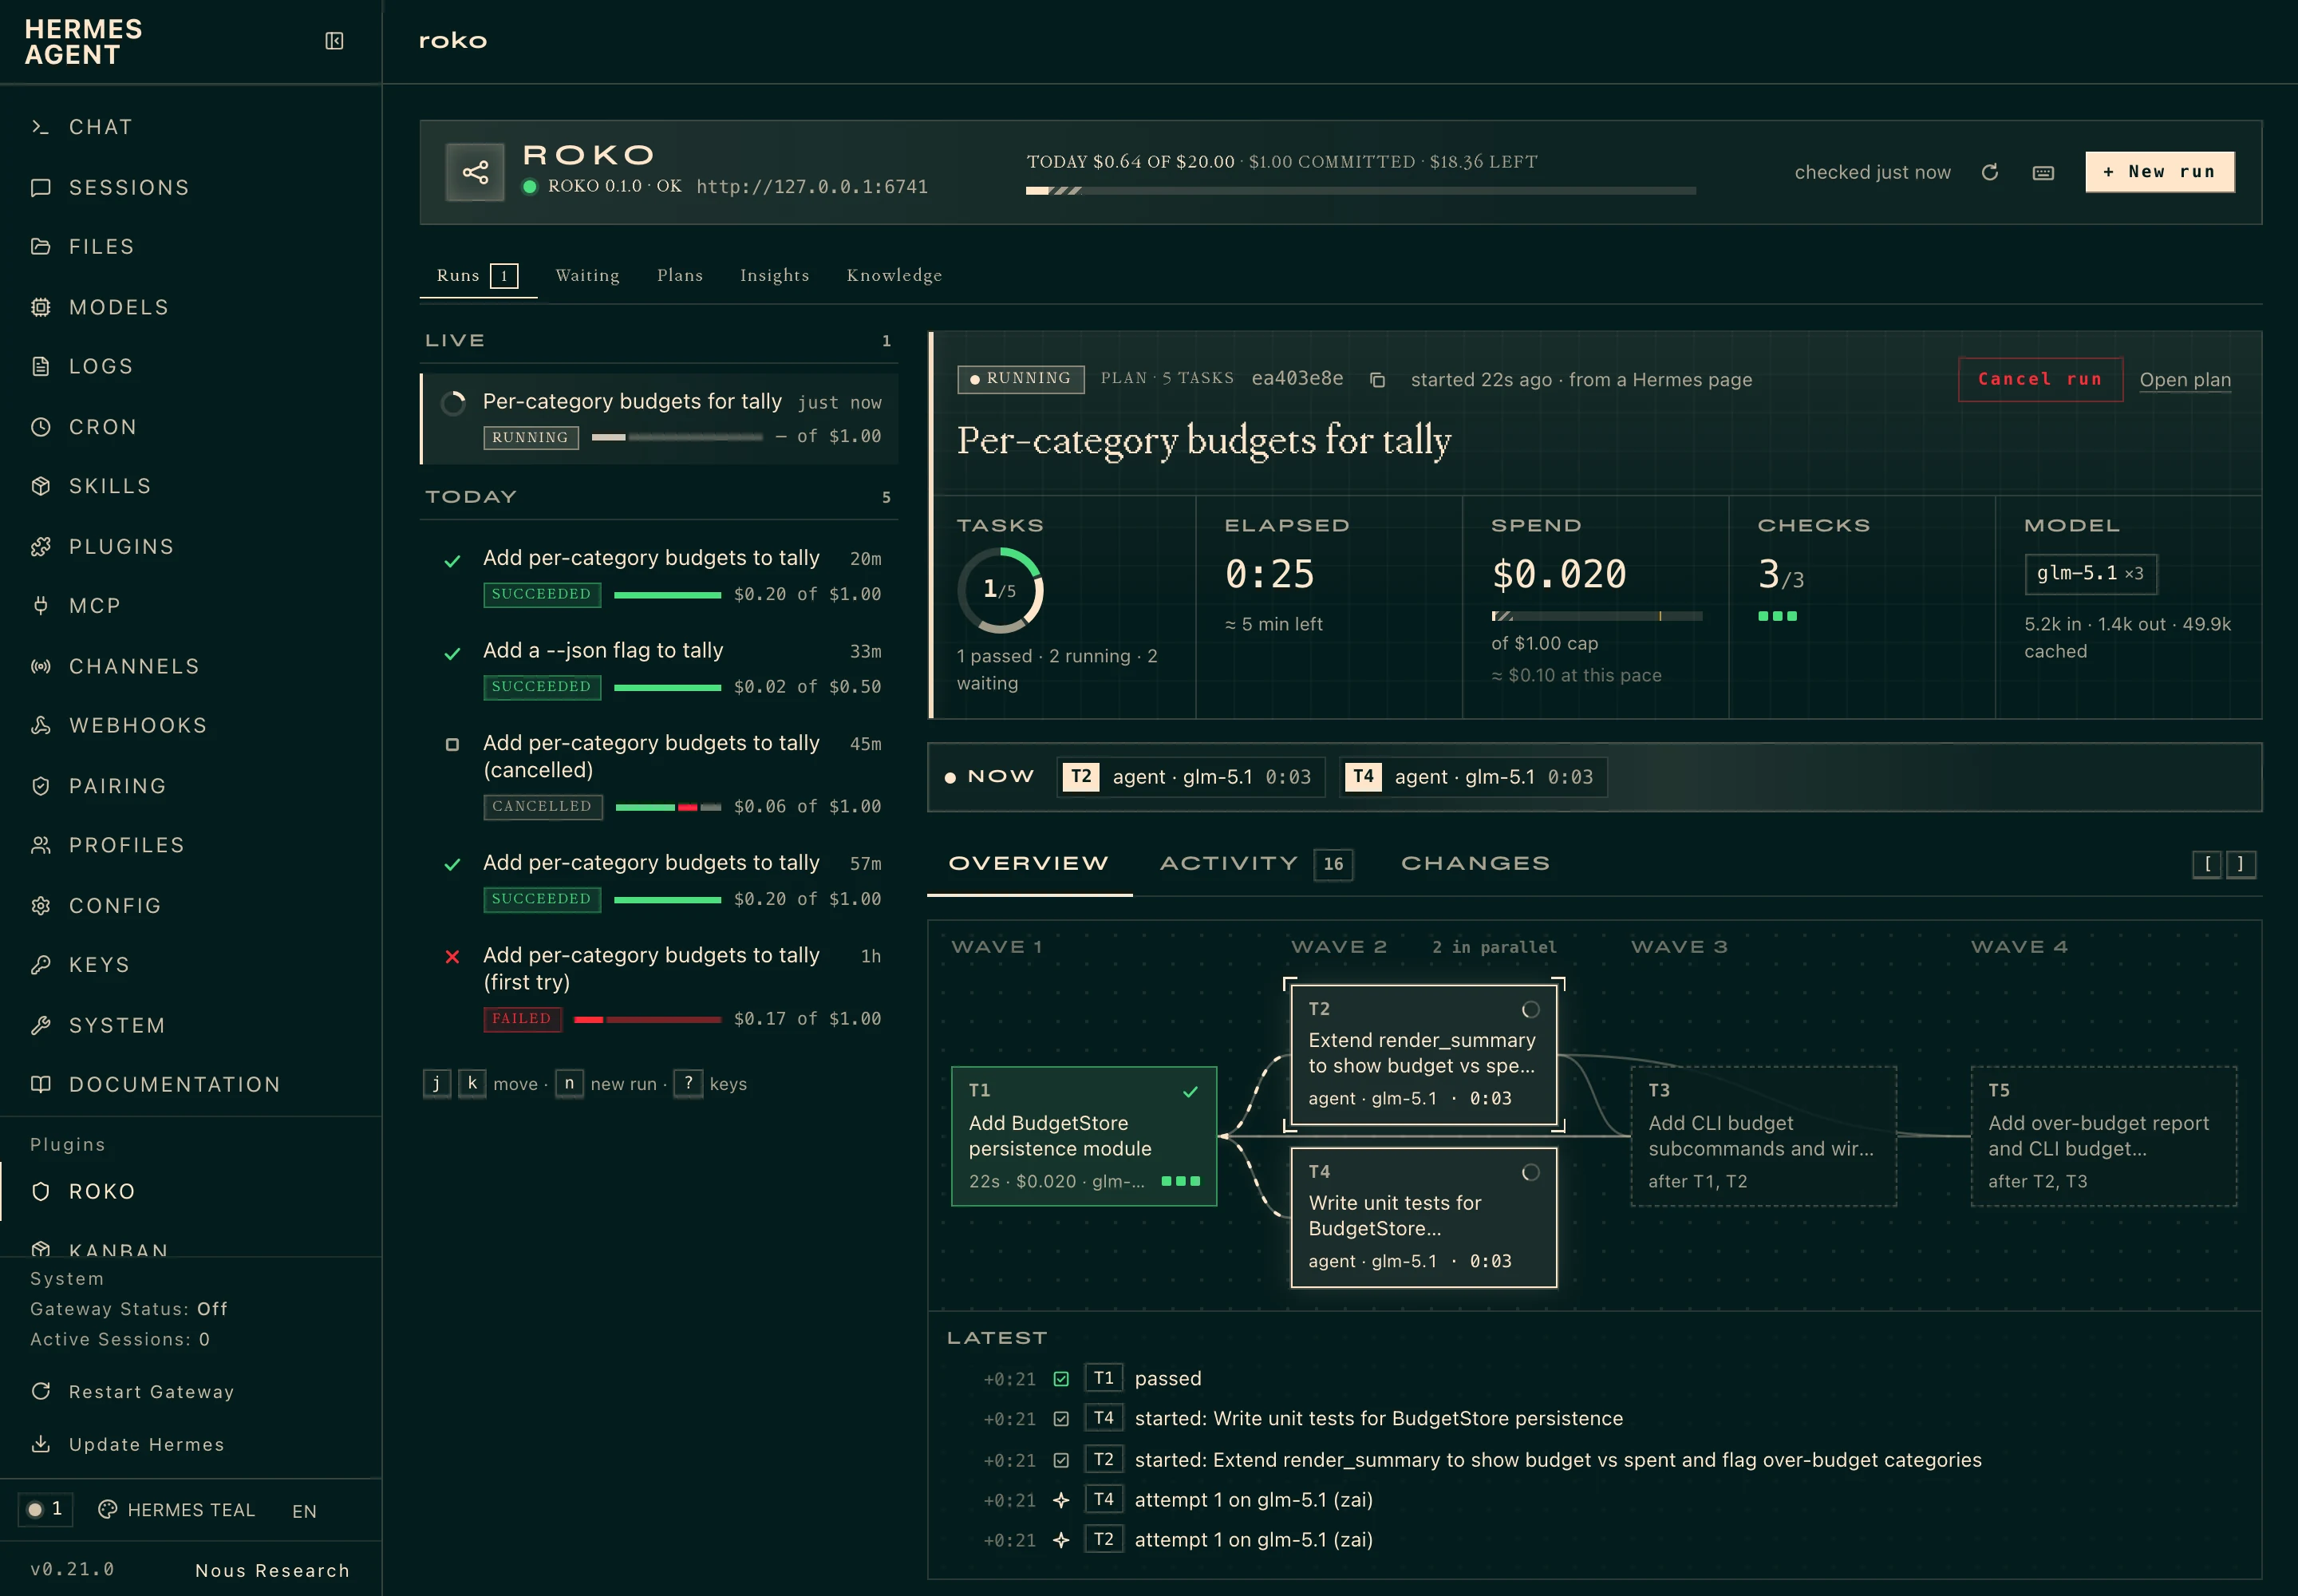 HERMES
AGENT
CHAT
SESSIONS
FILES
MODELS
LOGS
CRON
SKILLS
PLUGINS
MCP
CHANNELS
WEBHOOKS
PAIRING
PROFILES
CONFIG
KEYS
SYSTEM
DOCUMENTATION
Plugins
ROKO
KANBAN
System
Gateway Status: Off
Active Sessions: 0
Restart Gateway
Update Hermes
1 HERMES TEAL EN
v0.21.0 Nous Research
roko
ROKO
ROKO 0.1.0 · OK http://127.0.0.1:6741
TODAY $0.64 OF $20.00 · $1.00 COMMITTED · $18.36 LEFT
checked just now
+ New run
Runs 1 Waiting Plans Insights Knowledge
LIVE 1
Per-category budgets for tally just now
RUNNING — of $1.00
TODAY 5
Add per-category budgets to tally 20m
SUCCEEDED $0.20 of $1.00
Add a --json flag to tally 33m
SUCCEEDED $0.02 of $0.50
Add per-category budgets to tally 45m
(cancelled)
CANCELLED $0.06 of $1.00
Add per-category budgets to tally 57m
SUCCEEDED $0.20 of $1.00
Add per-category budgets to tally 1h
(first try)
FAILED $0.17 of $1.00
j k move · n new run · ? keys
RUNNING PLAN · 5 TASKS ea403e8e started 22s ago · from a Hermes page
Cancel run Open plan
Per-category budgets for tally
TASKS
1/5
1 passed · 2 running · 2
waiting
ELAPSED
0:25
≈ 5 min left
SPEND
$0.020
of $1.00 cap
≈ $0.10 at this pace
CHECKS
3/3
MODEL
glm-5.1 ×3
5.2k in · 1.4k out · 49.9k
cached
NOW T2 agent · glm-5.1 0:03 T4 agent · glm-5.1 0:03
OVERVIEW ACTIVITY 16 CHANGES [ ]
WAVE 1
T1
Add BudgetStore
persistence module
22s · $0.020 · glm-...
WAVE 2 2 in parallel
T2
Extend render_summary
to show budget vs spe...
agent · glm-5.1 · 0:03
T4
Write unit tests for
BudgetStore...
agent · glm-5.1 · 0:03
WAVE 3
T3
Add CLI budget
subcommands and wir...
after T1, T2
WAVE 4
T5
Add over-budget report
and CLI budget...
after T2, T3
LATEST
+0:21 T1 passed
+0:21 T4 started: Write unit tests for BudgetStore persistence
+0:21 T2 started: Extend render_summary to show budget vs spent and flag over-budget categories
+0:21 T4 attempt 1 on glm-5.1 (zai)
+0:21 T2 attempt 1 on glm-5.1 (zai)